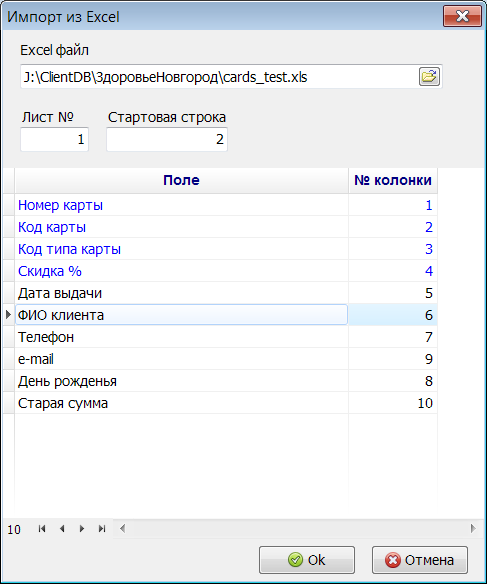 Импорт из Excel
Excel файл
J:\ClientDB\ЗдоровьеНовгород\cards_test.xls
Лист № Стартовая строка
1 2
Поле № колонки
Номер карты 1
Код карты 2
Код типа карты 3
Скидка % 4
Дата выдачи 5
ФИО клиента 6
Телефон 7
e-mail 9
День рожденья 8
Старая сумма 10
10
Ok Отмена